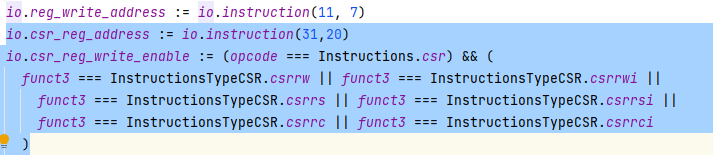 io.reg_write_address := io.instruction(11, 7)
io.csr_reg_address := io.instruction(31,20)
io.csr_reg_write_enable := (opcode === Instructions.csr) && (
funct3 === InstructionsTypeCSR.csrrw || funct3 === InstructionsTypeCSR.csrrwi ||
funct3 === InstructionsTypeCSR.csrrs || funct3 === InstructionsTypeCSR.csrrsi ||
funct3 === InstructionsTypeCSR.csrrc || funct3 === InstructionsTypeCSR.csrrci
)